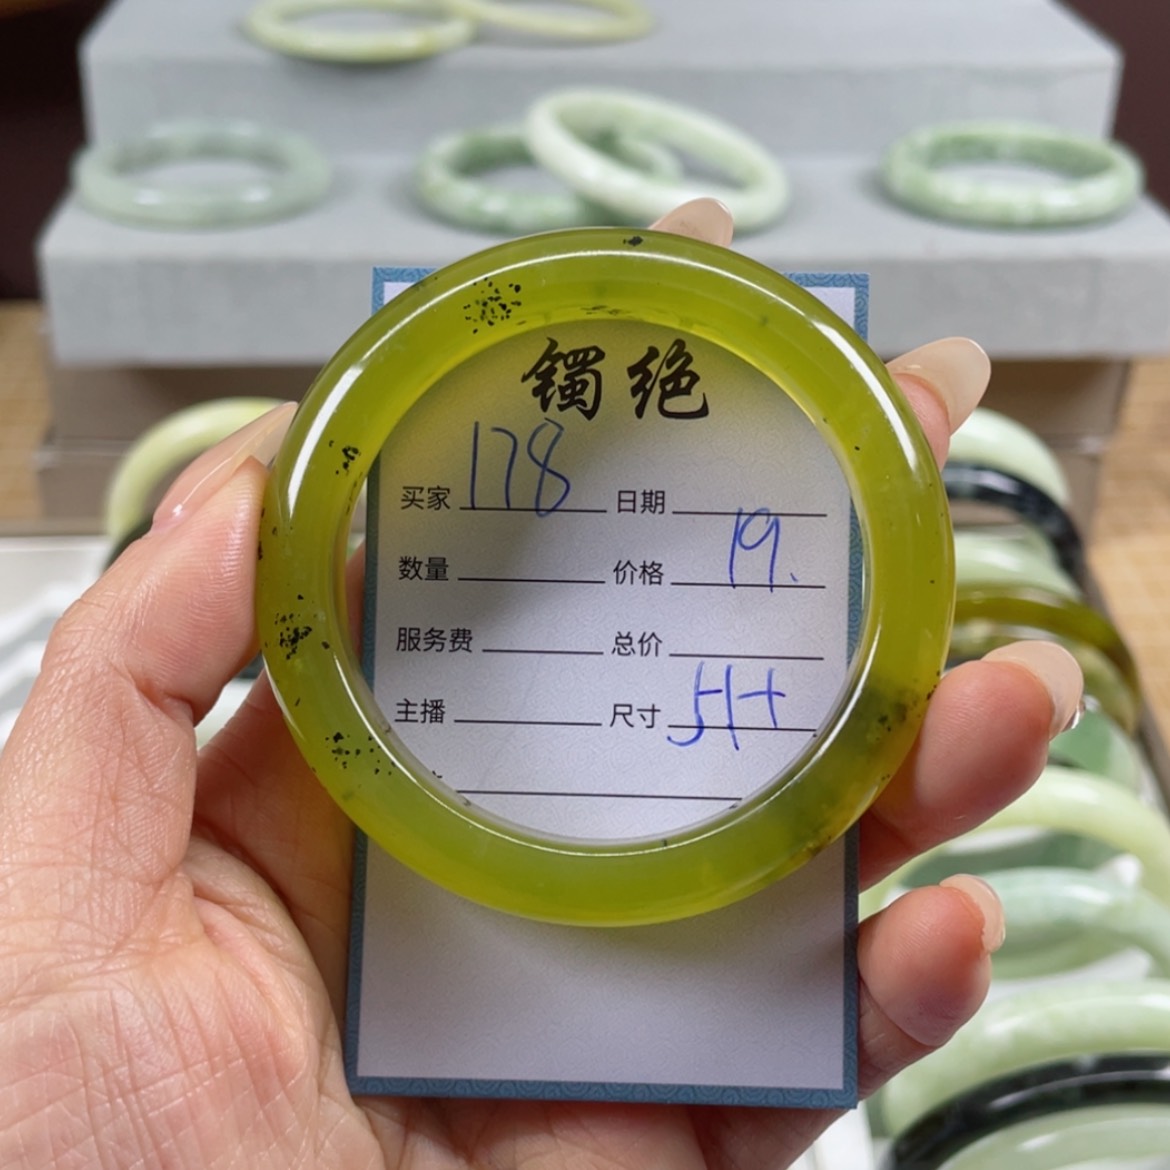 镯绝
买家 178 日期
数量 价格 19.
服务费 总价
主播 尺寸 51+